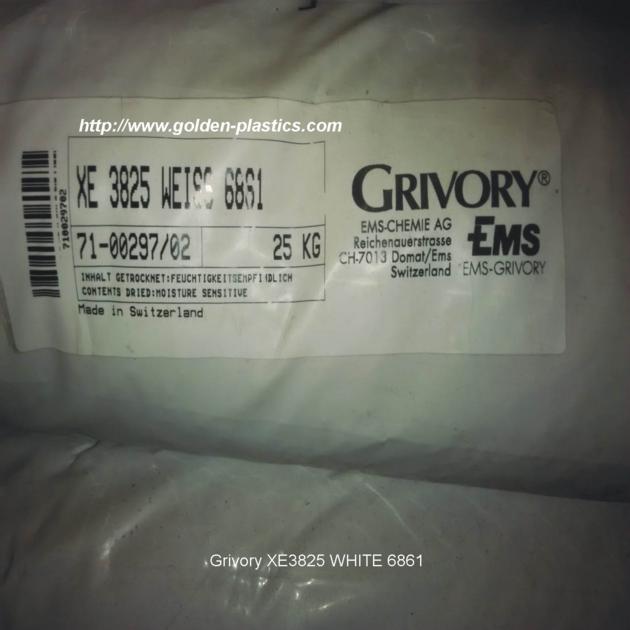 http://www.golden-plastics.com
XE 3825 WEISS 6861
71-00297/02 25 KG
INHALT GETROCKNET:FEUCHTIGKEITSEMPFINDLICH
CONTENTS DRIED:MOISTURE SENSITIVE
Made in Switzerland
710029702
GRIVORY®
EMS-CHEMIE AG
Reichenauerstrasse
CH-7013 Domat/Ems
Switzerland
EMS
EMS-GRIVORY
Grivory XE3825 WHITE 6861